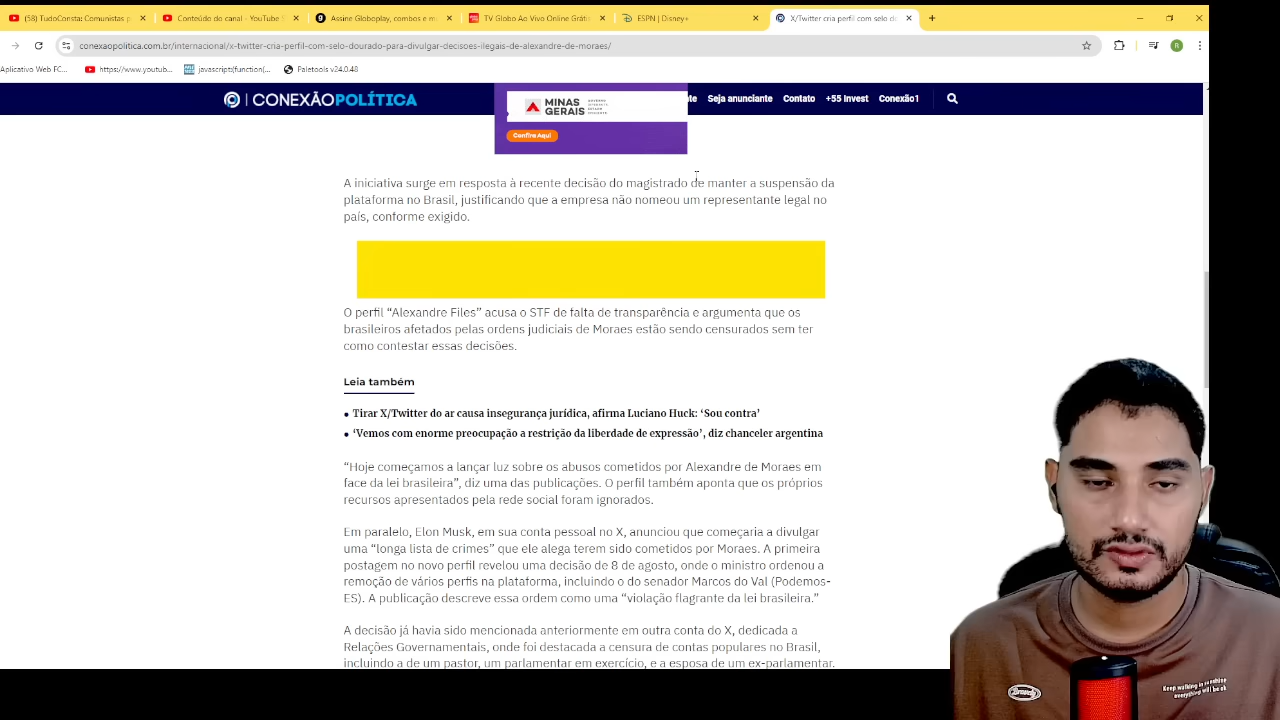 (58) TudoConsta: Comunistas p
Conteúdo do canal - YouTube S
Assine Globoplay, combos e m
TV Globo Ao Vivo Online Gráti
ESPN | Disney+
X/Twitter cria perfil com selo do
conexaopolitica.com.br/internacional/x-twitter-cria-perfil-com-selo-dourado-para-divulgar-decisoes-ilegais-de-alexandre-de-moraes/
R
Aplicativo Web FC...
https://www.youtub...
javascript:(function(...
Paletools v24.0.48
CONEXÃOPOLÍTICA
MINAS GERAIS
Confira Aqui
nte
Seja anunciante
Contato
+55 Invest
Conexão1
A iniciativa surge em resposta à recente decisão do magistrado de manter a suspensão da
plataforma no Brasil, justificando que a empresa não nomeou um representante legal no
país, conforme exigido.
O perfil “Alexandre Files” acusa o STF de falta de transparência e argumenta que os
brasileiros afetados pelas ordens judiciais de Moraes estão sendo censurados sem ter
como contestar essas decisões.
Leia também
Tirar X/Twitter do ar causa insegurança jurídica, afirma Luciano Huck: ‘Sou contra’
‘Vemos com enorme preocupação a restrição da liberdade de expressão’, diz chanceler argentina
“Hoje começamos a lançar luz sobre os abusos cometidos por Alexandre de Moraes em
face da lei brasileira”, diz uma das publicações. O perfil também aponta que os próprios
recursos apresentados pela rede social foram ignorados.
Em paralelo, Elon Musk, em sua conta pessoal no X, anunciou que começaria a divulgar
uma “longa lista de crimes” que ele alega terem sido cometidos por Moraes. A primeira
postagem no novo perfil revelou uma decisão de 8 de agosto, onde o ministro ordenou a
remoção de vários perfis na plataforma, incluindo o do senador Marcos do Val (Podemos-
ES). A publicação descreve essa ordem como uma “violação flagrante da lei brasileira.”
A decisão já havia sido mencionada anteriormente em outra conta do X, dedicada a
Relações Governamentais, onde foi destacada a censura de contas populares no Brasil,
incluindo a de um pastor, um parlamentar em exercício, e a esposa de um ex-parlamentar.
Keep walking in sunshine
everything will be ok